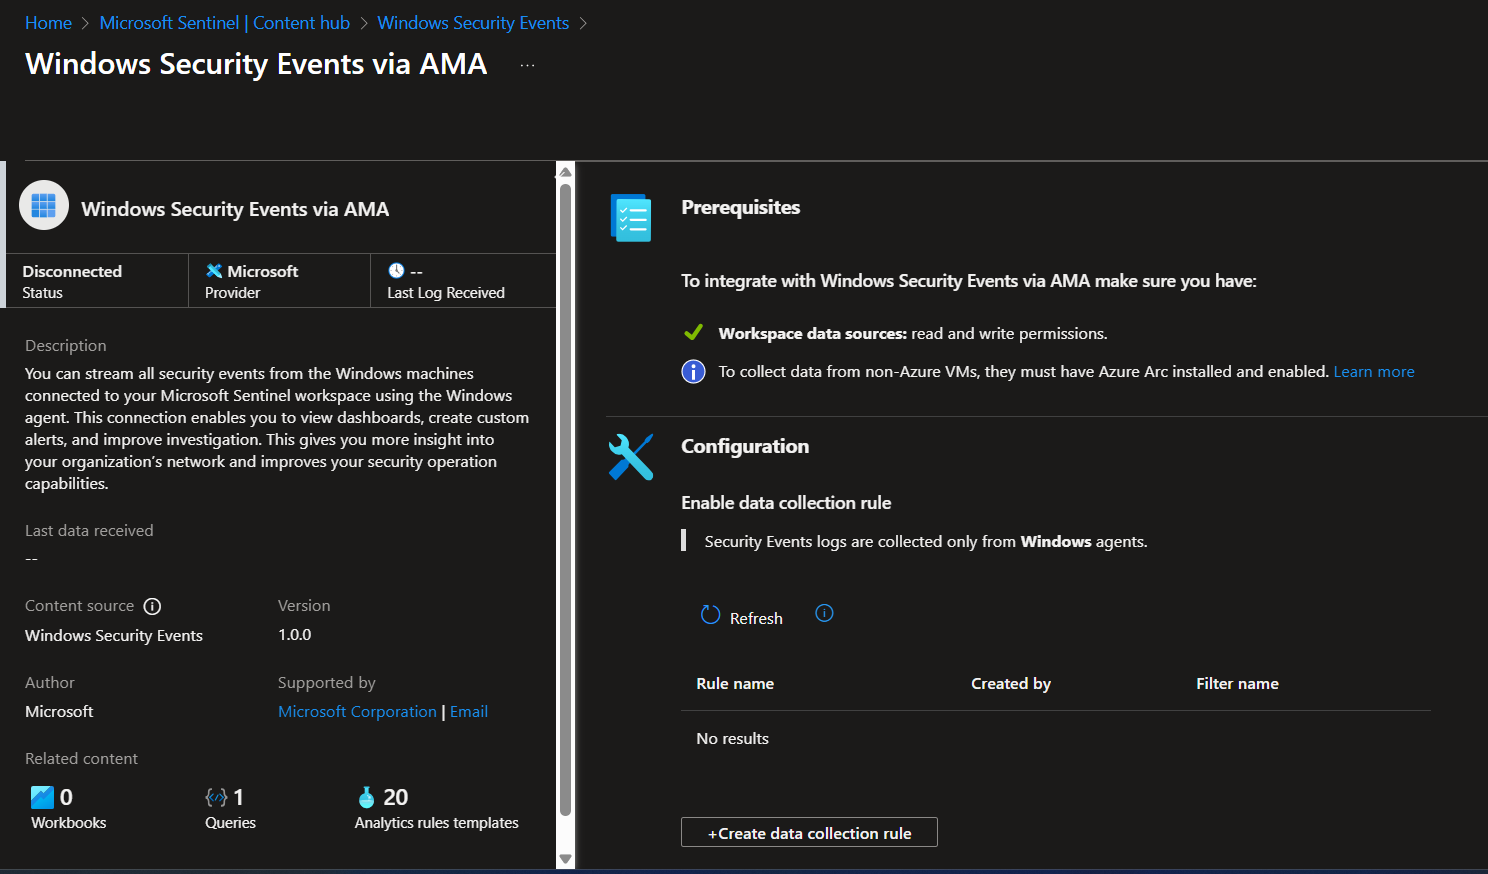 Home > Microsoft Sentinel | Content hub > Windows Security Events >
Windows Security Events via AMA ...
Windows Security Events via AMA
Disconnected
Status
Microsoft
Provider
--
Last Log Received
Description
You can stream all security events from the Windows machines
connected to your Microsoft Sentinel workspace using the Windows
agent. This connection enables you to view dashboards, create custom
alerts, and improve investigation. This gives you more insight into
your organization’s network and improves your security operation
capabilities.
Last data received
--
Content source
Windows Security Events
Version
1.0.0
Author
Microsoft
Supported by
Microsoft Corporation | Email
Related content
0
Workbooks
1
Queries
20
Analytics rules templates
Prerequisites
To integrate with Windows Security Events via AMA make sure you have:
Workspace data sources: read and write permissions.
To collect data from non-Azure VMs, they must have Azure Arc installed and enabled. Learn more
Configuration
Enable data collection rule
Security Events logs are collected only from Windows agents.
Refresh
Rule name Created by Filter name
No results
+Create data collection rule